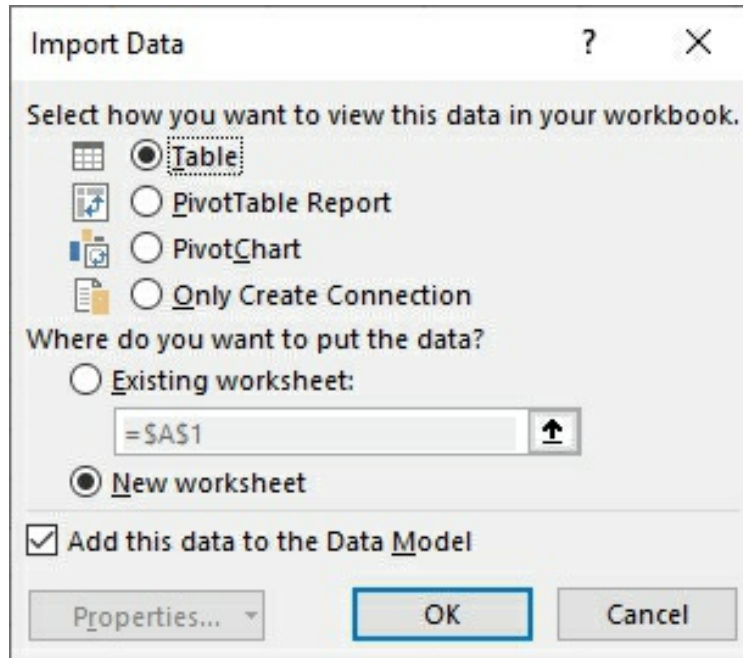 Import Data ?
Select how you want to view this data in your workbook.
Table
PivotTable Report
PivotChart
Only Create Connection
Where do you want to put the data?
Existing worksheet:
=$A$1
New worksheet
Add this data to the Data Model
Properties... OK Cancel